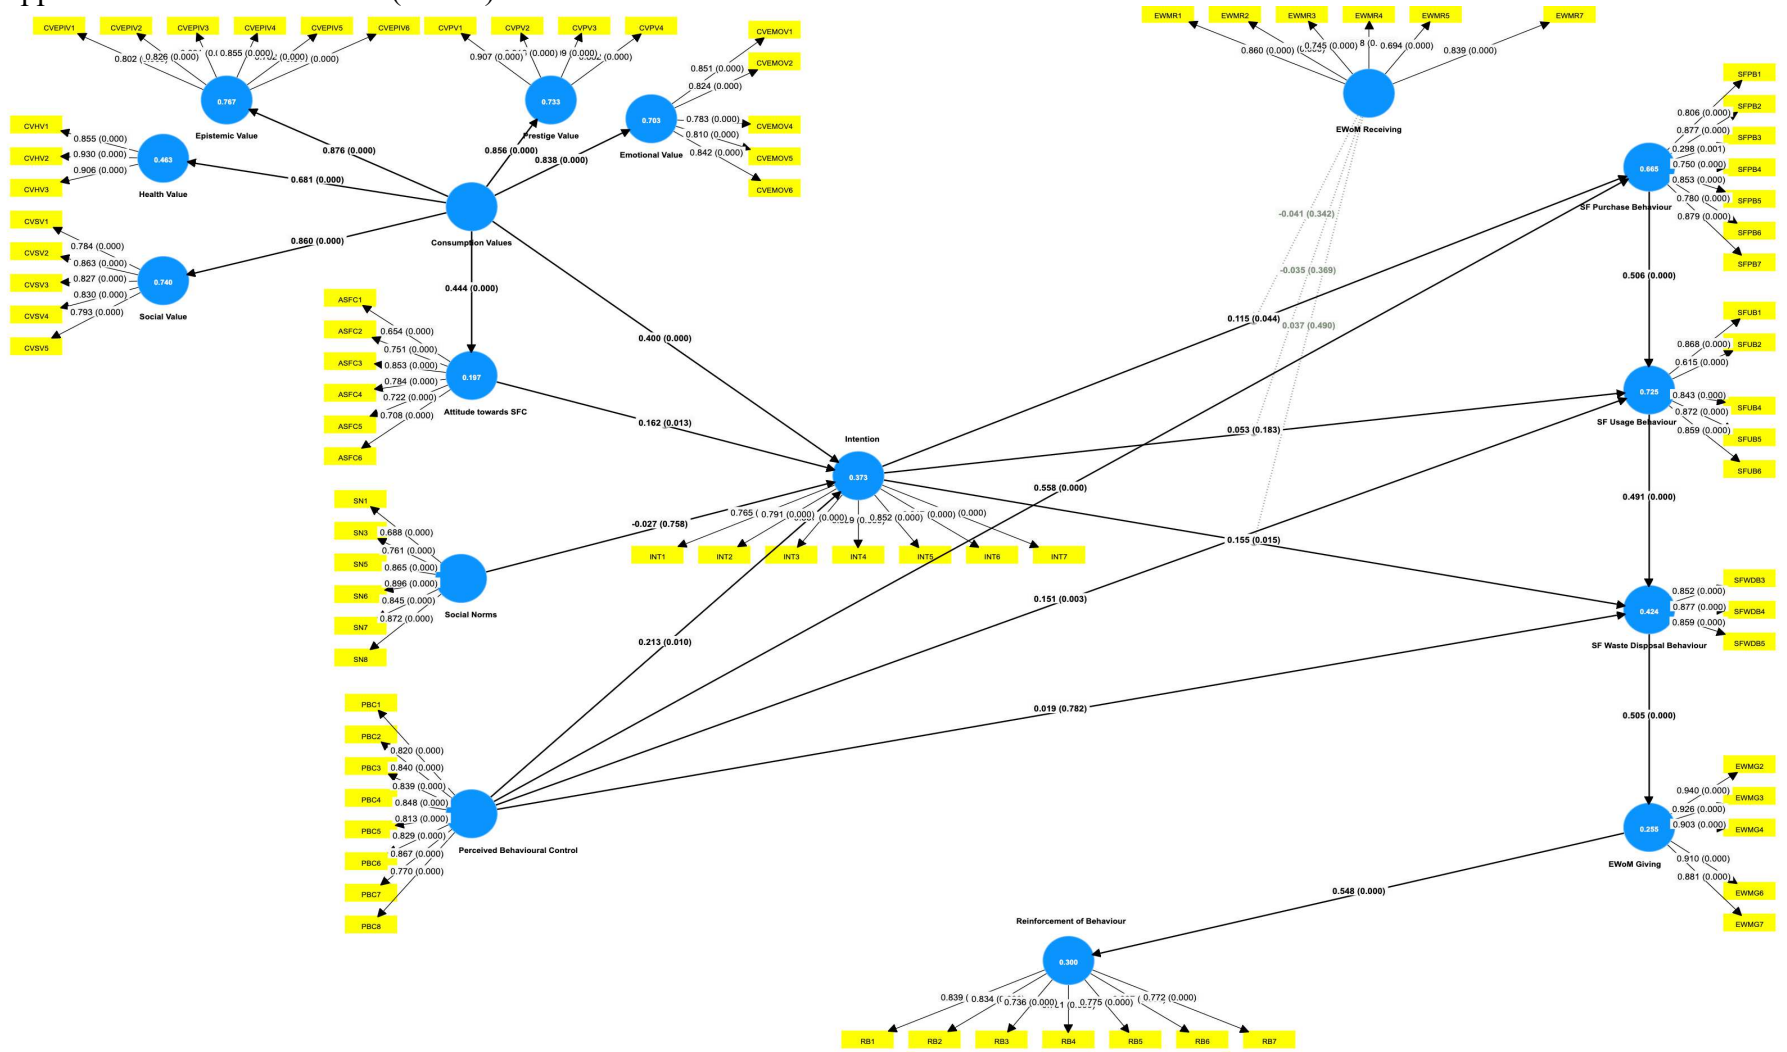 CVEPIV1
CVEPIV2
CVEPIV3
CVEPIV4
CVEPIV5
CVEPIV6
0.826 (0.000)
0.855 (0.000)
0.767
Epistemic Value
CVPV1
CVPV2
CVPV3
CVPV4
0.907 (0.000)
0.733
Prestige Value
CVEMOV1
CVEMOV2
CVEMOV4
CVEMOV5
CVEMOV6
0.851 (0.000)
0.824 (0.000)
0.783 (0.000)
0.810 (0.000)
0.842 (0.000)
0.703
Emotional Value
EWMR1
EWMR2
EWMR3
EWMR4
EWMR5
EWMR7
0.860 (0.000)
0.745 (0.000)
0.694 (0.000)
0.839 (0.000)
EWoM Receiving
CVHV1
CVHV2
CVHV3
0.855 (0.000)
0.930 (0.000)
0.906 (0.000)
0.463
Health Value
0.876 (0.000)
0.856 (0.000)
0.838 (0.000)
0.681 (0.000)
0.860 (0.000)
Consumption Values
CVSV1
CVSV2
CVSV3
CVSV4
CVSV5
0.784 (0.000)
0.863 (0.000)
0.827 (0.000)
0.830 (0.000)
0.793 (0.000)
0.740
Social Value
0.444 (0.000)
0.400 (0.000)
ASFC1
ASFC2
ASFC3
ASFC4
ASFC5
ASFC6
0.654 (0.000)
0.751 (0.000)
0.853 (0.000)
0.784 (0.000)
0.722 (0.000)
0.708 (0.000)
0.197
Attitude towards SFC
0.162 (0.013)
SFPB1
SFPB2
SFPB3
SFPB4
SFPB5
SFPB6
SFPB7
0.806 (0.000)
0.877 (0.000)
0.298 (0.001)
0.750 (0.000)
0.853 (0.000)
0.780 (0.000)
0.879 (0.000)
0.665
SF Purchase Behaviour
-0.041 (0.342)
-0.035 (0.369)
0.037 (0.490)
0.115 (0.044)
0.506 (0.000)
SFUB1
SFUB2
SFUB4
SFUB5
SFUB6
0.868 (0.000)
0.615 (0.000)
0.843 (0.000)
0.872 (0.000)
0.859 (0.000)
0.725
SF Usage Behaviour
0.053 (0.183)
Intention
0.373
0.791 (0.000)
0.852 (0.000)
INT1
INT2
INT3
INT4
INT5
INT6
INT7
0.558 (0.000)
0.491 (0.000)
0.155 (0.015)
SN1
SN3
SN5
SN6
SN7
SN8
0.688 (0.000)
0.761 (0.000)
0.865 (0.000)
0.896 (0.000)
0.845 (0.000)
0.872 (0.000)
Social Norms
-0.027 (0.758)
0.213 (0.010)
0.151 (0.003)
0.019 (0.782)
SFWDB3
SFWDB4
SFWDB5
0.852 (0.000)
0.877 (0.000)
0.859 (0.000)
0.424
SF Waste Disposal Behaviour
0.505 (0.000)
PBC1
PBC2
PBC3
PBC4
PBC5
PBC6
PBC7
PBC8
0.820 (0.000)
0.840 (0.000)
0.839 (0.000)
0.848 (0.000)
0.813 (0.000)
0.829 (0.000)
0.867 (0.000)
0.770 (0.000)
Perceived Behavioural Control
EWMG2
EWMG3
EWMG4
EWMG6
EWMG7
0.940 (0.000)
0.926 (0.000)
0.903 (0.000)
0.910 (0.000)
0.881 (0.000)
0.255
EWoM Giving
0.548 (0.000)
Reinforcement of Behaviour
0.300
0.736 (0.000)
0.775 (0.000)
0.772 (0.000)
RB1
RB2
RB3
RB4
RB5
RB6
RB7